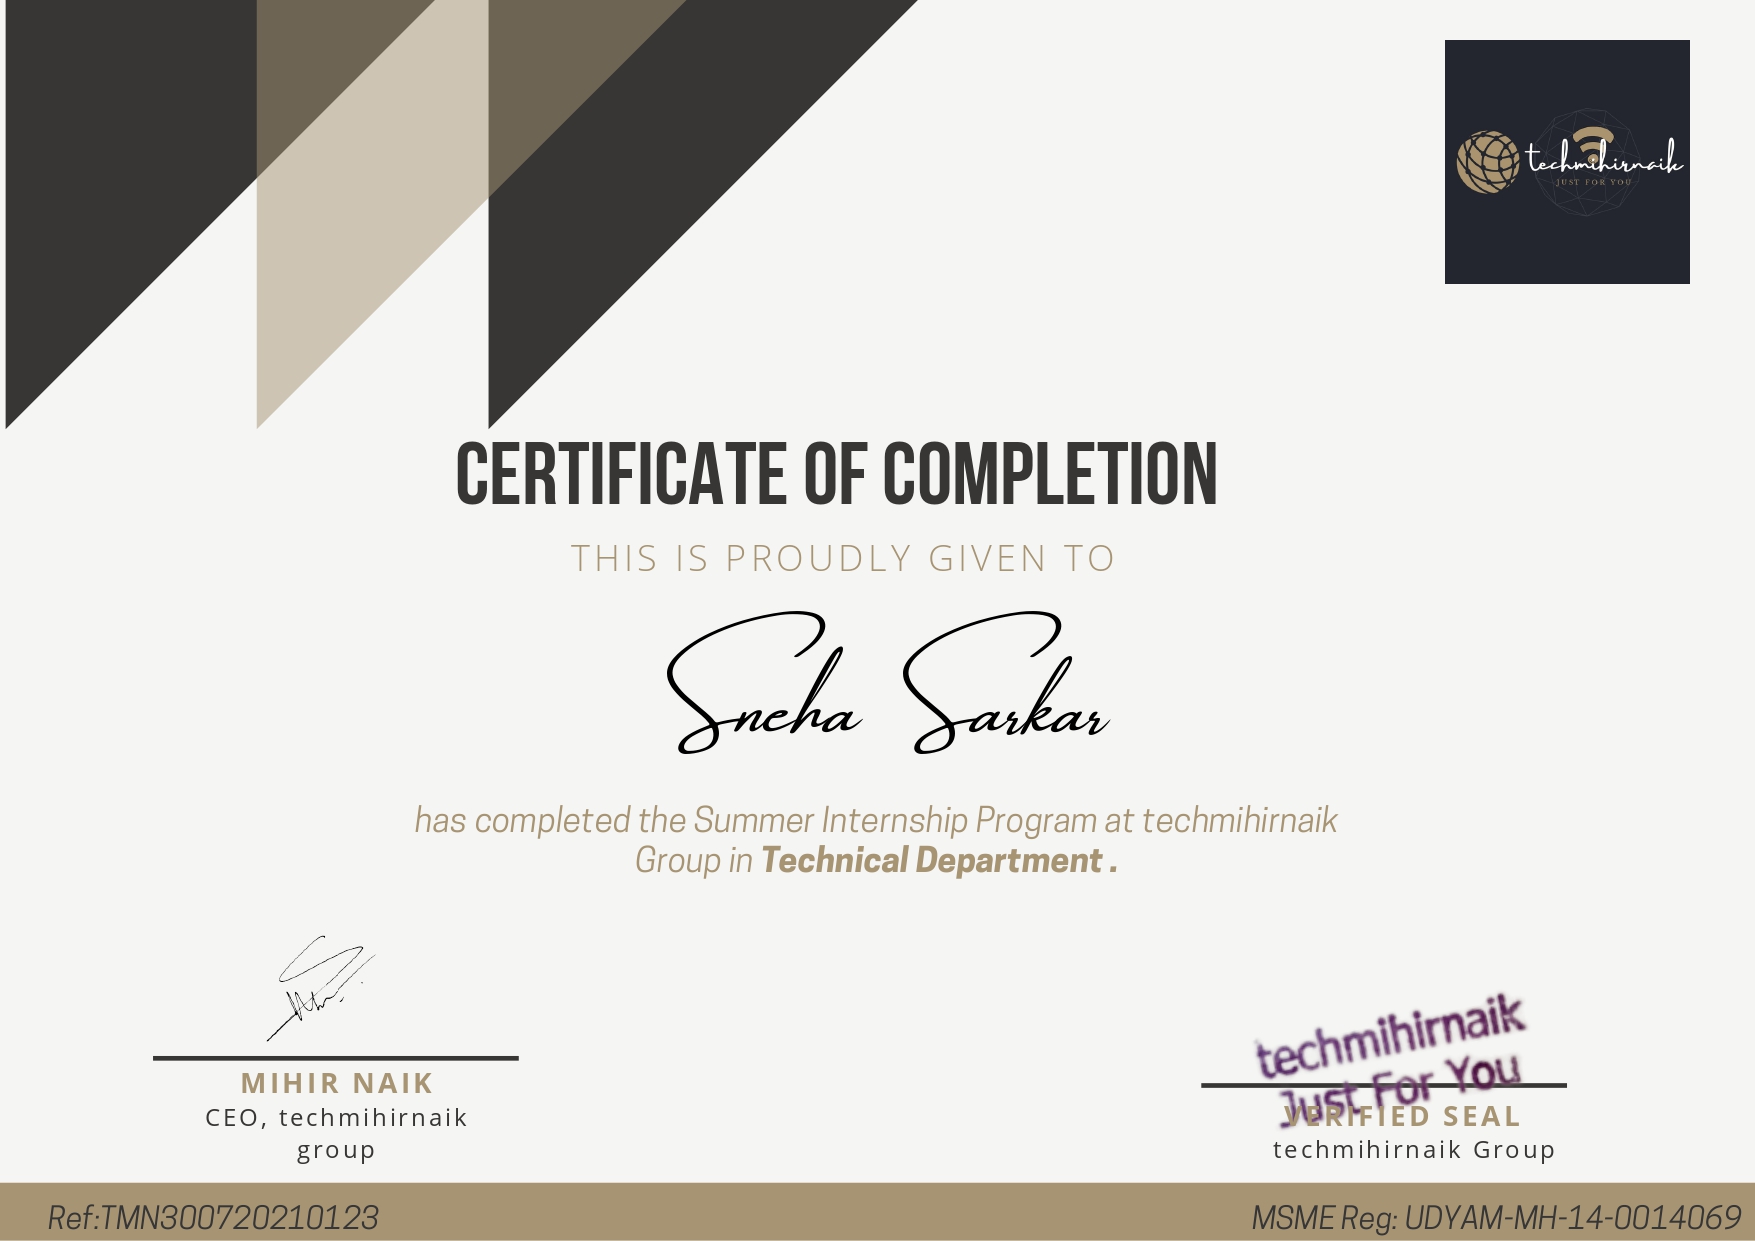 techmihirnaik
JUST FOR YOU
CERTIFICATE OF COMPLETION
THIS IS PROUDLY GIVEN TO
Sneha Sarkar
has completed the Summer Internship Program at techmihirnaik
Group in Technical Department .
MIHIR NAIK
CEO, techmihirnaik
group
techmihirnaik
Just For You
VERIFIED SEAL
techmihirnaik Group
Ref:TMN300720210123
MSME Reg: UDYAM-MH-14-0014069